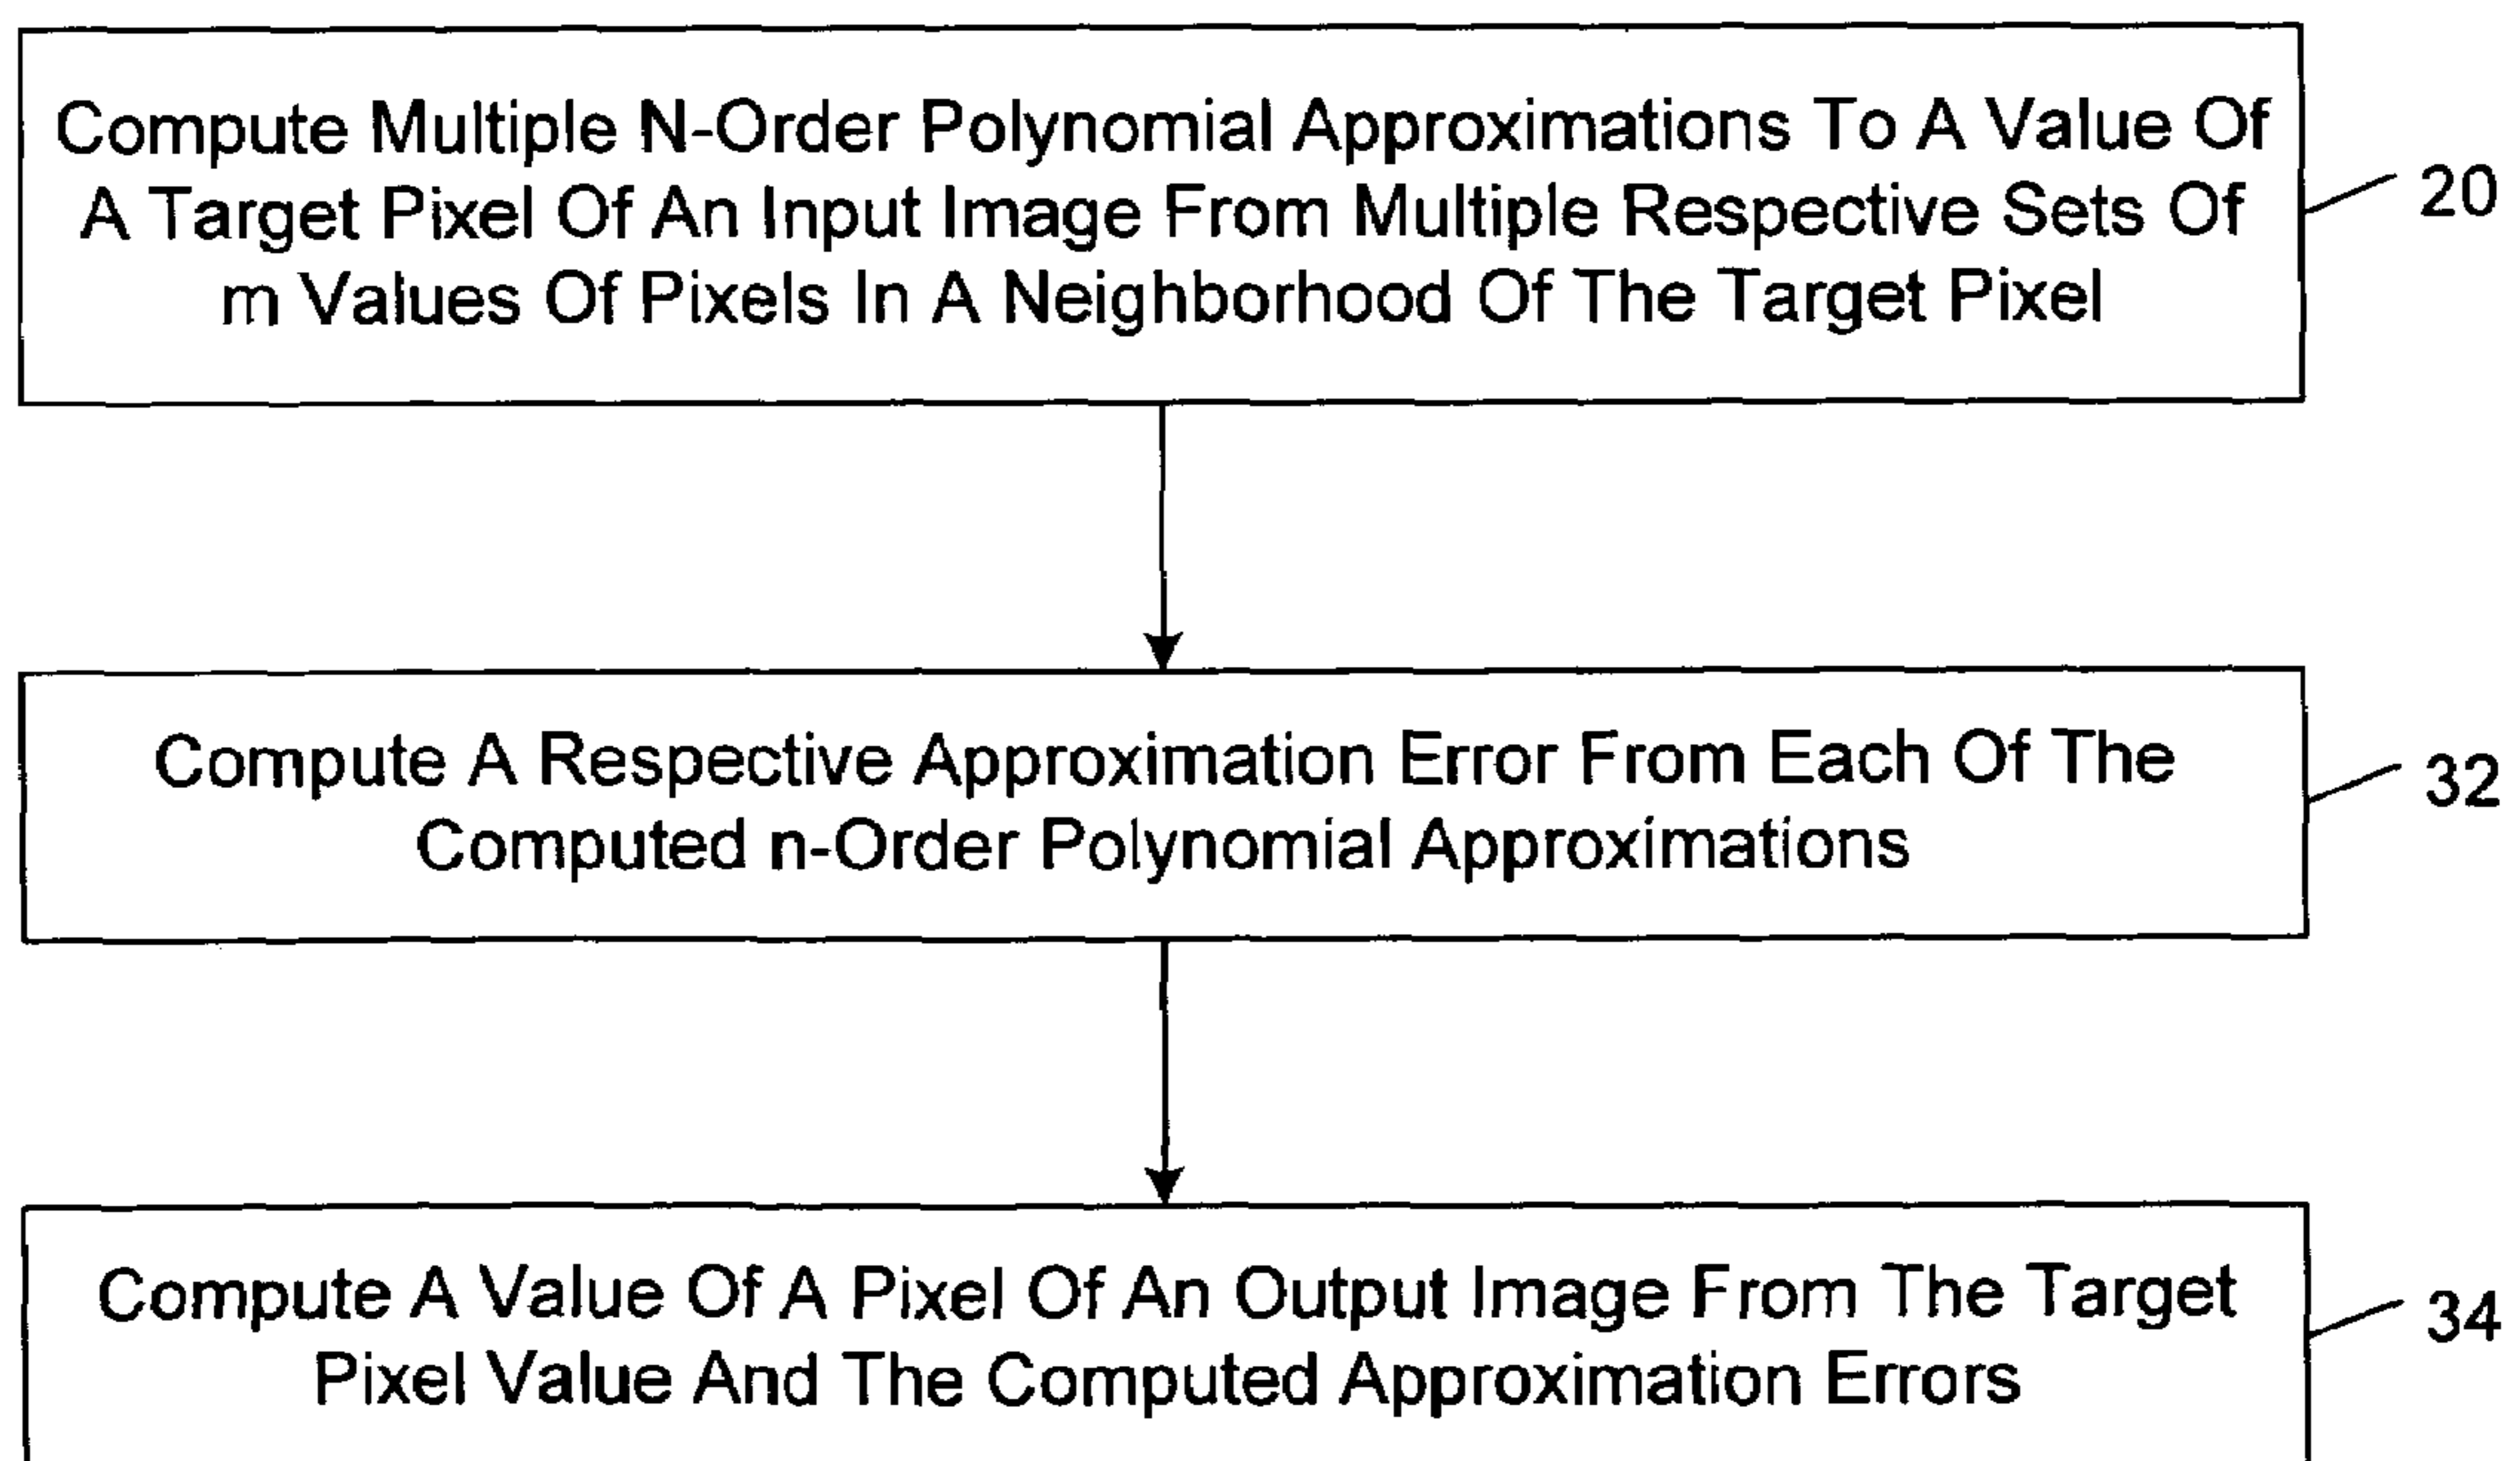 Compute Multiple N-Order Polynomial Approximations To A Value Of
A Target Pixel Of An Input Image From Multiple Respective Sets Of
m Values Of Pixels In A Neighborhood Of The Target Pixel
20
Compute A Respective Approximation Error From Each Of The
Computed n-Order Polynomial Approximations
32
Compute A Value Of A Pixel Of An Output Image From The Target
Pixel Value And The Computed Approximation Errors
34